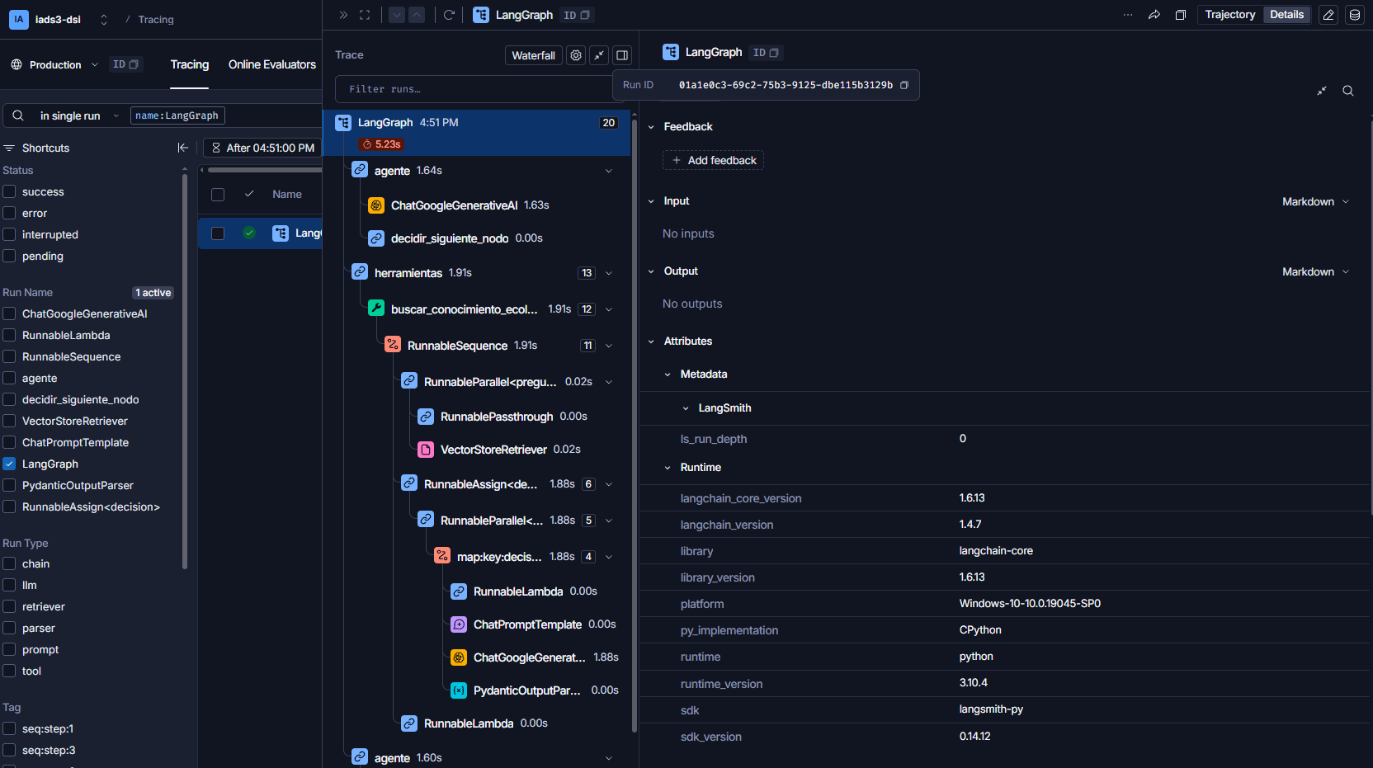 IA iads3-dsi / Tracing
Production ID
Tracing Online Evaluators
in single run name:LangGraph
Shortcuts
After 04:51:00 PM
Status
success
error
interrupted
pending
Run Name 1 active
ChatGoogleGenerativeAI
RunnableLambda
RunnableSequence
agente
decidir_siguiente_nodo
VectorStoreRetriever
ChatPromptTemplate
LangGraph
PydanticOutputParser
RunnableAssign<decision>
Run Type
chain
llm
retriever
parser
prompt
tool
Tag
seq:step:1
seq:step:3
Name
LangG
LangGraph ID
Trajectory Details
Trace Waterfall
Filter runs…
LangGraph 4:51 PM 20
5.23s
agente 1.64s
ChatGoogleGenerativeAI 1.63s
decidir_siguiente_nodo 0.00s
herramientas 1.91s 13
buscar_conocimiento_ecol... 1.91s 12
RunnableSequence 1.91s 11
RunnableParallel<pregu... 0.02s
RunnablePassthrough 0.00s
VectorStoreRetriever 0.02s
RunnableAssign<de... 1.88s 6
RunnableParallel<... 1.88s 5
map:key:decis... 1.88s 4
RunnableLambda 0.00s
ChatPromptTemplate 0.00s
ChatGoogleGenerat... 1.88s
PydanticOutputPar... 0.00s
RunnableLambda 0.00s
agente 1.60s
LangGraph ID
Run ID 01a1e0c3-69c2-75b3-9125-dbe115b3129b
Feedback
+ Add feedback
Input Markdown
No inputs
Output Markdown
No outputs
Attributes
Metadata
LangSmith
ls_run_depth 0
Runtime
langchain_core_version 1.6.13
langchain_version 1.4.7
library langchain-core
library_version 1.6.13
platform Windows-10-10.0.19045-SP0
py_implementation CPython
runtime python
runtime_version 3.10.4
sdk langsmith-py
sdk_version 0.14.12